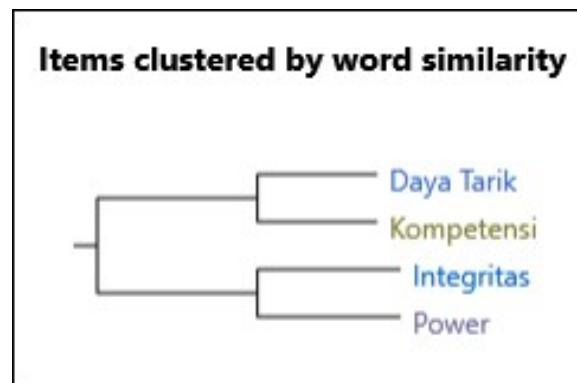 Items clustered by word similarity
Daya Tarik
Kompetensi
Integritas
Power